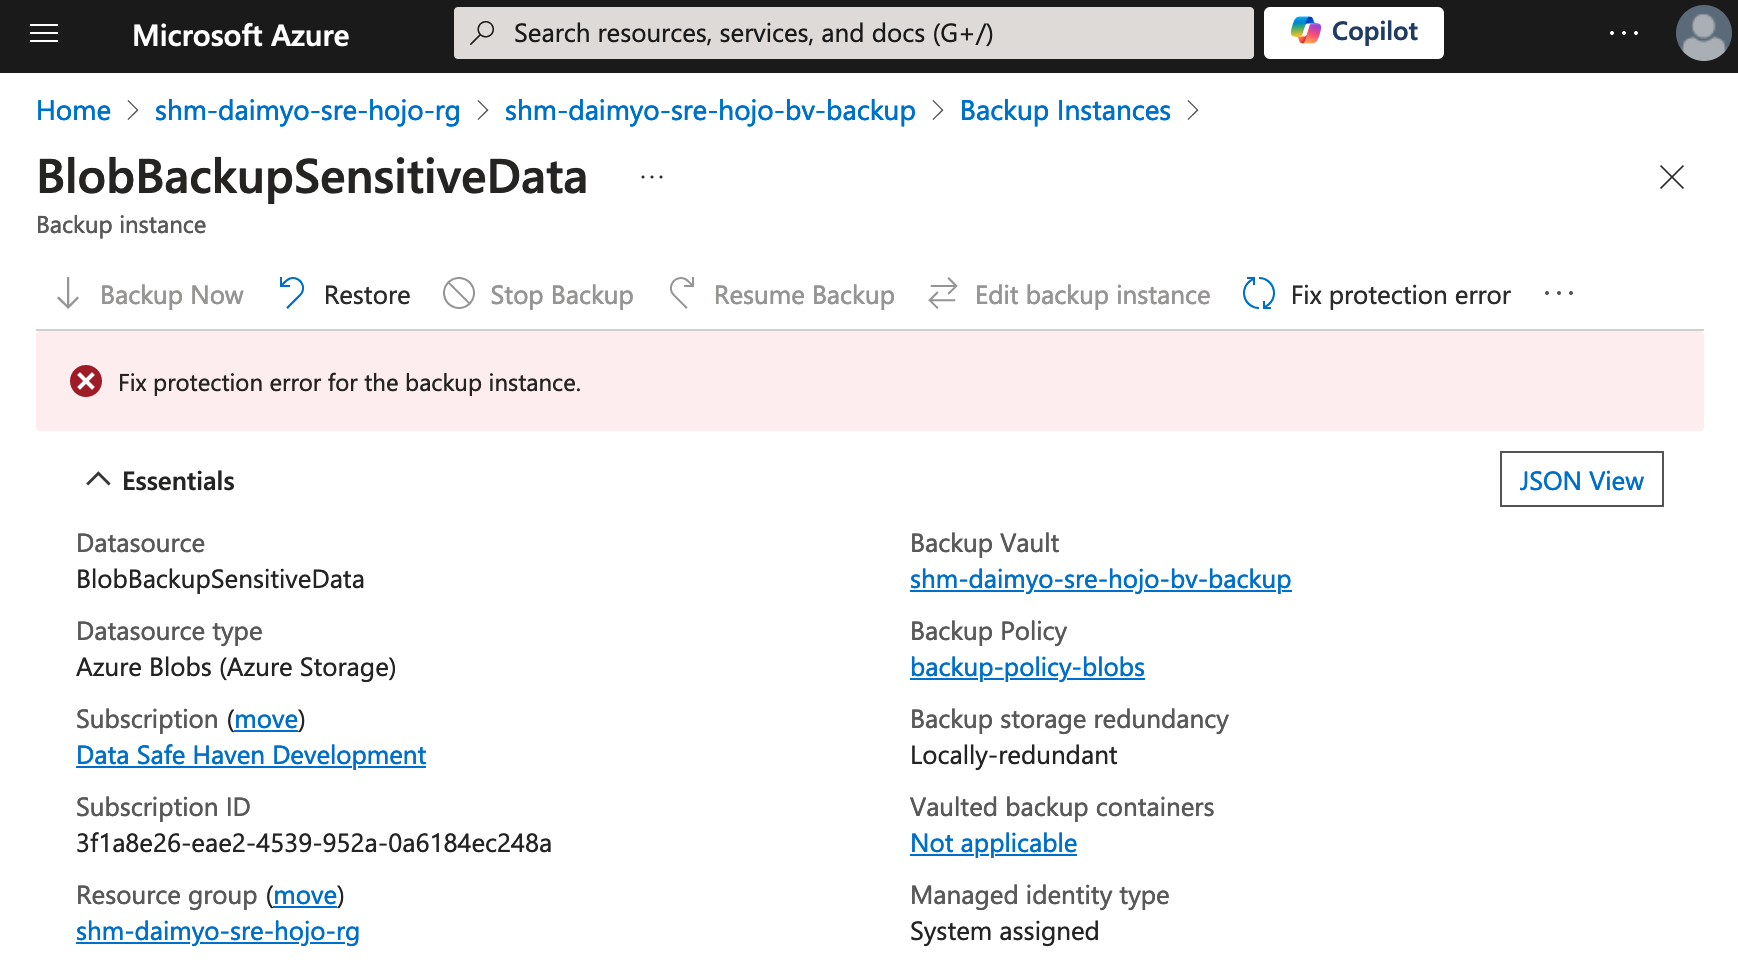 Microsoft Azure
Search resources, services, and docs (G+/)
Copilot
Home > shm-daimyo-sre-hojo-rg > shm-daimyo-sre-hojo-bv-backup > Backup Instances >
BlobBackupSensitiveData ...
Backup instance
Backup Now Restore Stop Backup Resume Backup Edit backup instance Fix protection error ...
Fix protection error for the backup instance.
Essentials
JSON View
Datasource
BlobBackupSensitiveData
Datasource type
Azure Blobs (Azure Storage)
Subscription (move)
Data Safe Haven Development
Subscription ID
3f1a8e26-eae2-4539-952a-0a6184ec248a
Resource group (move)
shm-daimyo-sre-hojo-rg
Backup Vault
shm-daimyo-sre-hojo-bv-backup
Backup Policy
backup-policy-blobs
Backup storage redundancy
Locally-redundant
Vaulted backup containers
Not applicable
Managed identity type
System assigned